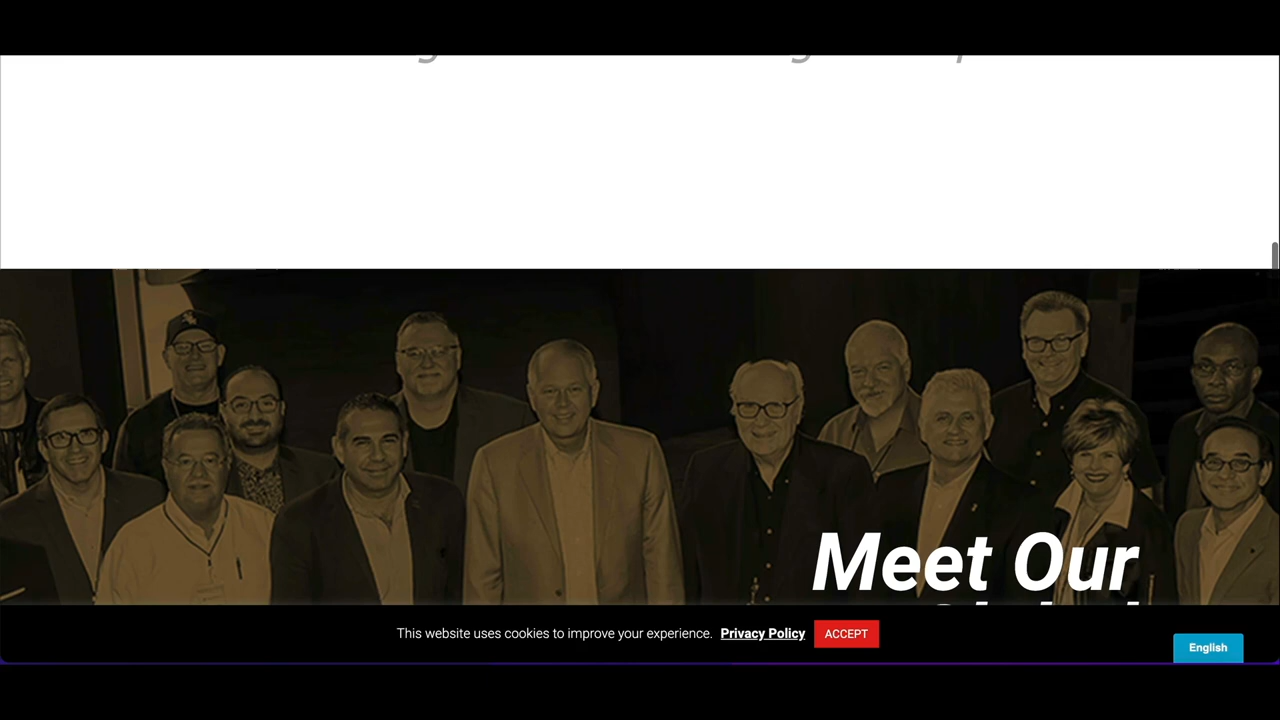 Meet Our
This website uses cookies to improve your experience. Privacy Policy ACCEPT
English